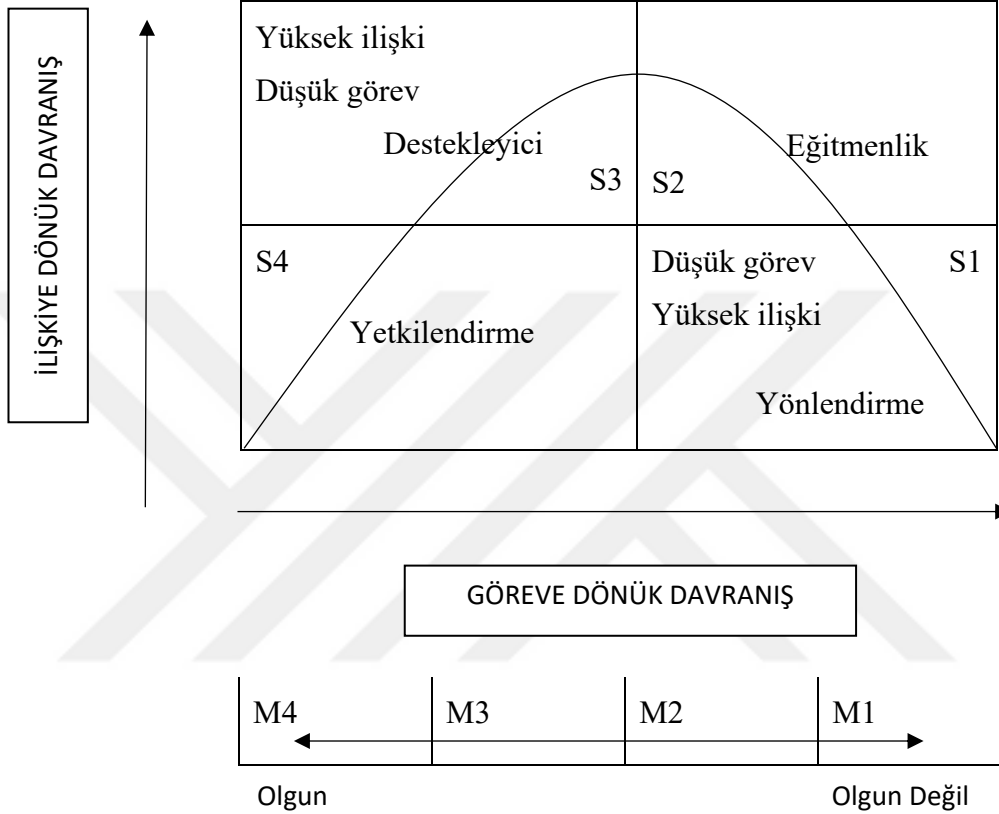 İLİŞKİYE DÖNÜK DAVRANIŞ
Yüksek ilişki
Düşük görev
Destekleyici
S3
S2
Eğitmenlik
S4
Yetkilendirme
Düşük görev
S1
Yüksek ilişki
Yönlendirme
GÖREVE DÖNÜK DAVRANIŞ
M4
M3
M2
M1
Olgun
Olgun Değil